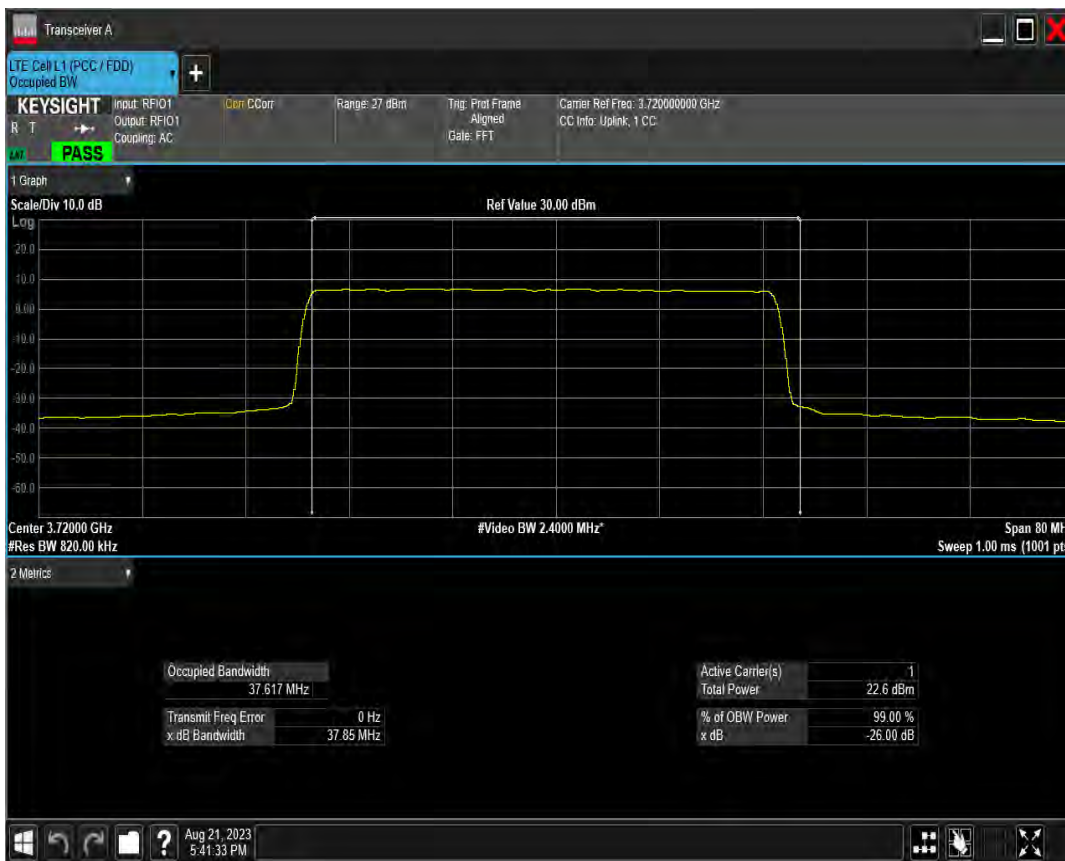 Transceiver A
LTE Cell L1 (PCC / FDD)
Occupied BW
KEYSIGHT
R T
PASS
Input: RFIO1
Output: RFIO1
Coupling: AC
Corr CCorr
Range: 27 dBm
Trig: Prot Frame
Aligned
Gate: FFT
Carrier Ref Freq: 3.720000000 GHz
CC Info: Uplink, 1 CC
1 Graph
Scale/Div 10.0 dB
Ref Value 30.00 dBm
Log
20.0
10.0
0.00
-10.0
-20.0
-30.0
-40.0
-50.0
-60.0
Center 3.72000 GHz
#Video BW 2.4000 MHz*
Span 80 MH
#Res BW 820.00 kHz
Sweep 1.00 ms (1001 pts
2 Metrics
Occupied Bandwidth
37.617 MHz
Transmit Freq Error 0 Hz
x dB Bandwidth 37.85 MHz
Active Carrier(s) 1
Total Power 22.6 dBm
% of OBW Power 99.00 %
x dB -26.00 dB
?
Aug 21, 2023
5:41:33 PM